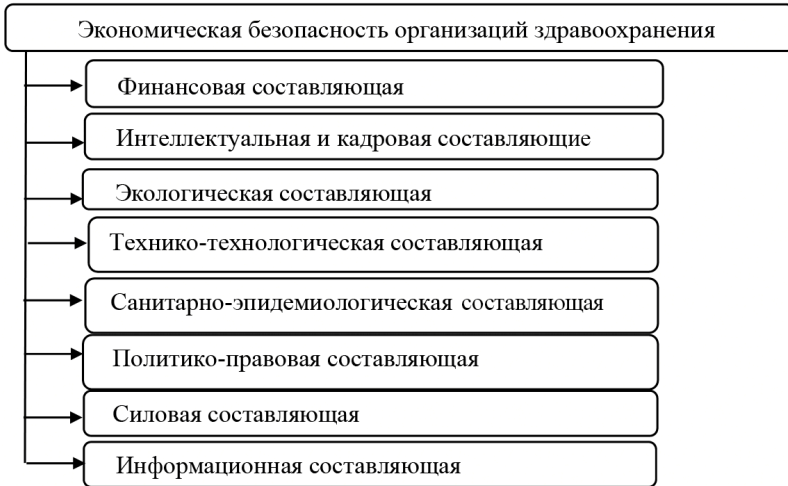 Экономическая безопасность организаций здравоохранения
Финансовая составляющая
Интеллектуальная и кадровая составляющие
Экологическая составляющая
Технико-технологическая составляющая
Санитарно-эпидемиологическая составляющая
Политико-правовая составляющая
Силовая составляющая
Информационная составляющая